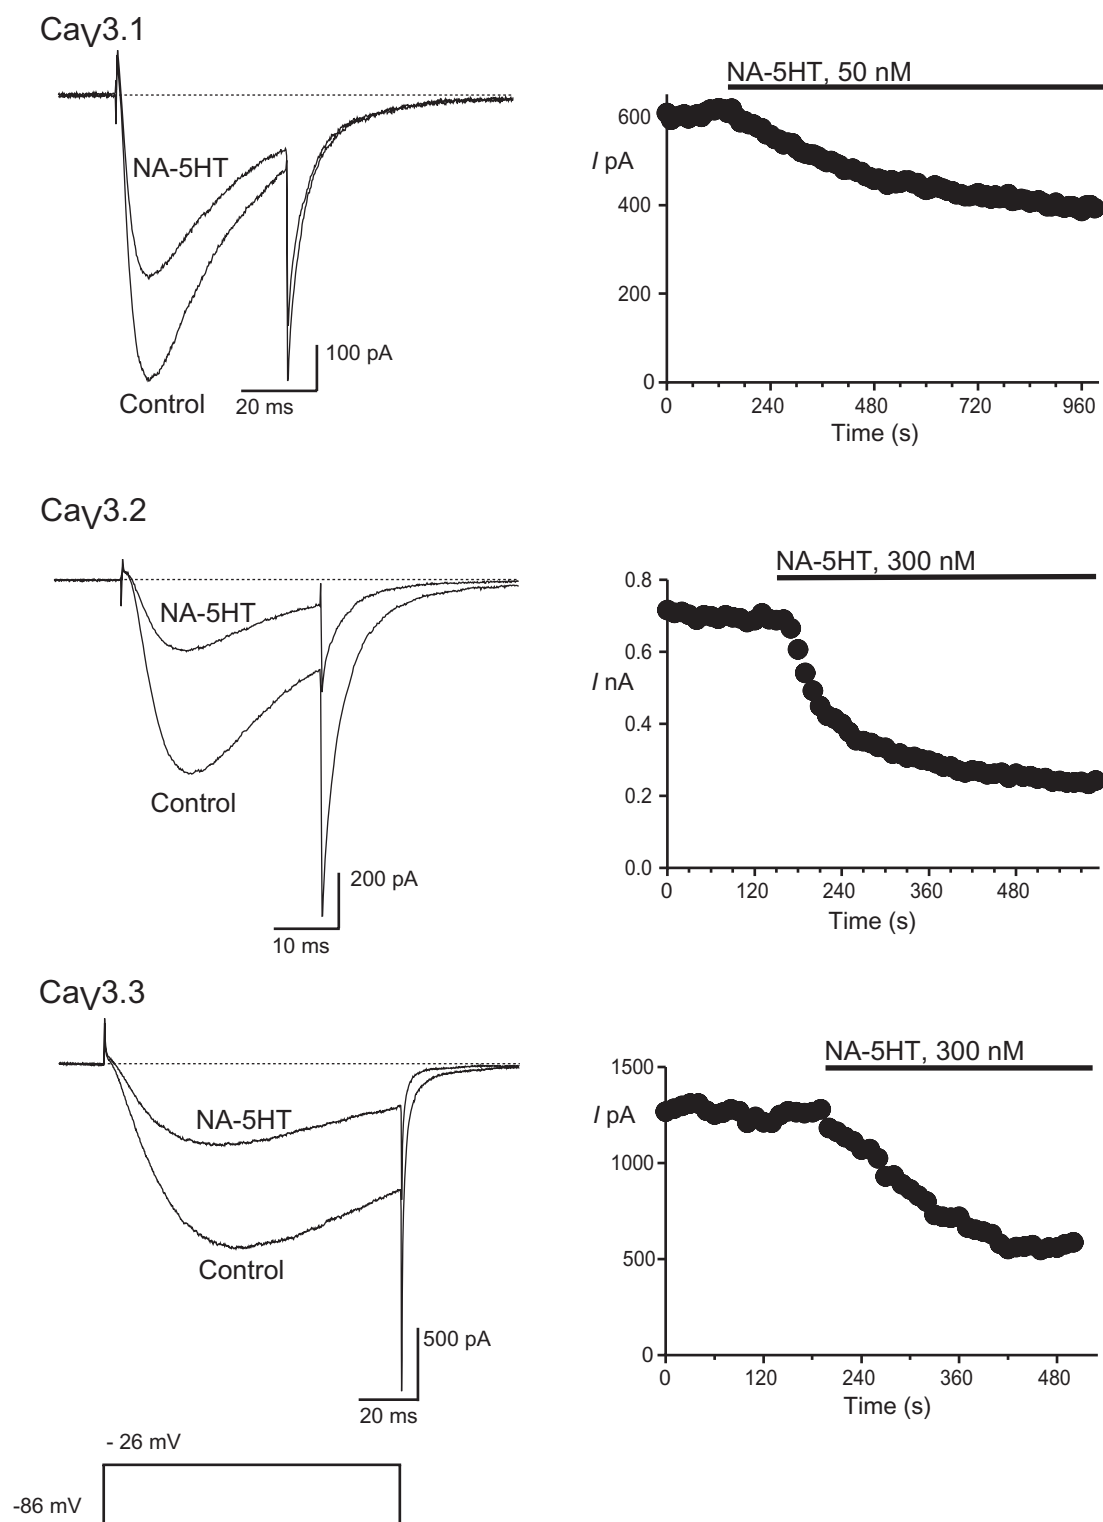 CaV3.1
NA-5HT
Control
100 pA
20 ms
NA-5HT, 50 nM
600
I pA
400
200
0
0 240 480 720 960
Time (s)
CaV3.2
NA-5HT
Control
200 pA
10 ms
NA-5HT, 300 nM
0.8
0.6
I nA
0.4
0.2
0.0
0 120 240 360 480
Time (s)
CaV3.3
NA-5HT
Control
500 pA
20 ms
- 26 mV
-86 mV
NA-5HT, 300 nM
1500
I pA
1000
500
0
0 120 240 360 480
Time (s)